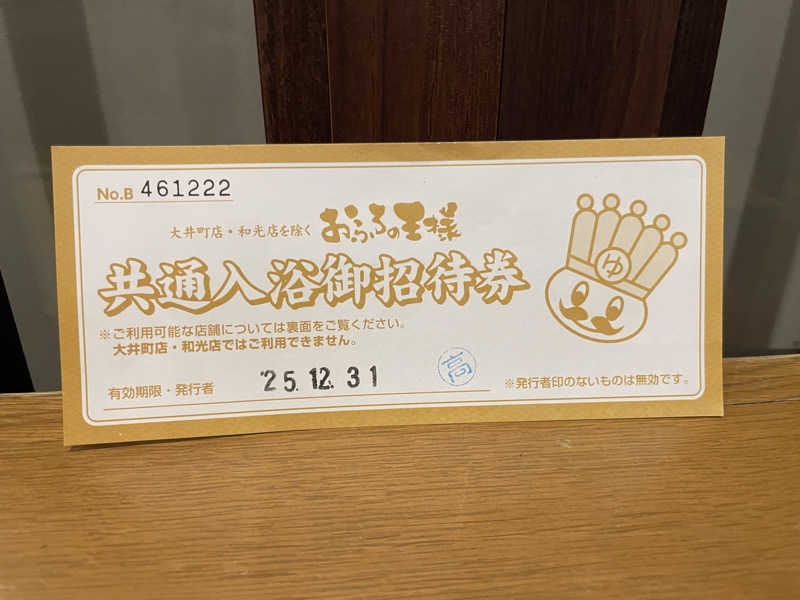 No.B 461222
大井町店・和光店を除く おふろの王様
共通入浴御招待券
※ご利用可能な店舗については裏面をご覧ください。
大井町店・和光店ではご利用できません。
有効期限・発行者 '25.12.31 高
※発行者印のないものは無効です。
ゆ